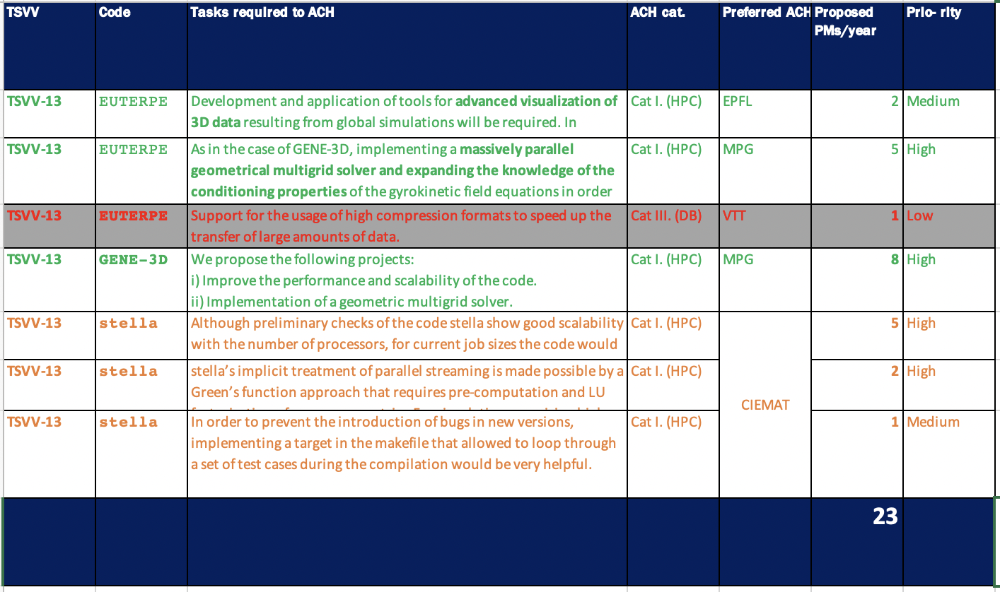 TSVV Code Tasks required to ACH ACH cat. Preferred ACH Proposed PMs/year Prio- rity
TSVV-13 EUTERPE Development and application of tools for advanced visualization of Cat I. (HPC) EPFL 2 Medium
3D data resulting from global simulations will be required. In
TSVV-13 EUTERPE As in the case of GENE-3D, implementing a massively parallel Cat I. (HPC) MPG 5 High
geometrical multigrid solver and expanding the knowledge of the
conditioning properties of the gyrokinetic field equations in order
TSVV-13 EUTERPE Support for the usage of high compression formats to speed up the Cat III. (DB) VTT 1 Low
transfer of large amounts of data.
TSVV-13 GENE-3D We propose the following projects: Cat I. (HPC) MPG 8 High
i) Improve the performance and scalability of the code.
ii) Implementation of a geometric multigrid solver.
TSVV-13 stella Although preliminary checks of the code stella show good scalability Cat I. (HPC) 5 High
with the number of processors, for current job sizes the code would
TSVV-13 stella stella's implicit treatment of parallel streaming is made possible by a Cat I. (HPC) 2 High
Green's function approach that requires pre-computation and LU
CIEMAT
TSVV-13 stella In order to prevent the introduction of bugs in new versions, Cat I. (HPC) 1 Medium
implementing a target in the makefile that allowed to loop through
a set of test cases during the compilation would be very helpful.
23